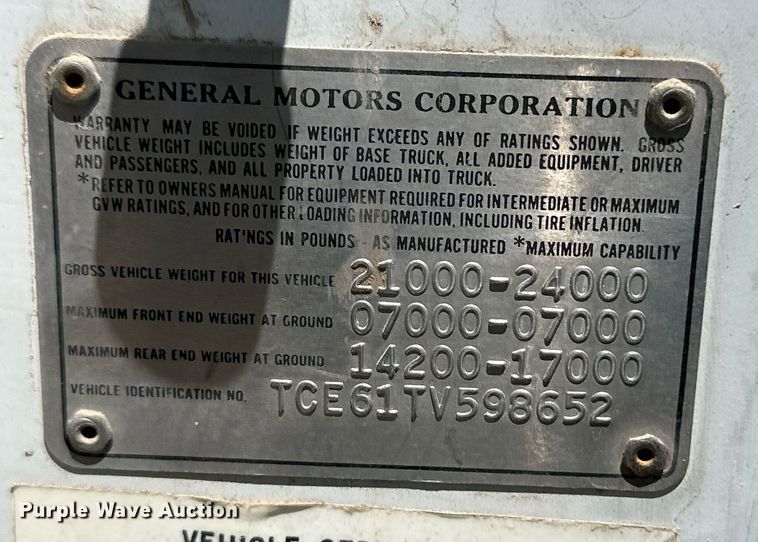 GENERAL MOTORS CORPORATION
WARRANTY MAY BE VOIDED IF WEIGHT EXCEEDS ANY OF RATINGS SHOWN. GROSS
VEHICLE WEIGHT INCLUDES WEIGHT OF BASE TRUCK, ALL ADDED EQUIPMENT, DRIVER
AND PASSENGERS, AND ALL PROPERTY LOADED INTO TRUCK.
*REFER TO OWNERS MANUAL FOR EQUIPMENT REQUIRED FOR INTERMEDIATE OR MAXIMUM
GVW RATINGS, AND FOR OTHER LOADING INFORMATION, INCLUDING TIRE INFLATION.
RATINGS IN POUNDS - AS MANUFACTURED *MAXIMUM CAPABILITY
GROSS VEHICLE WEIGHT FOR THIS VEHICLE 21000-24000
MAXIMUM FRONT END WEIGHT AT GROUND 07000-07000
MAXIMUM REAR END WEIGHT AT GROUND 14200-17000
VEHICLE IDENTIFICATION NO. TCE61TV598652
Purple Wave Auction
VEHICLE